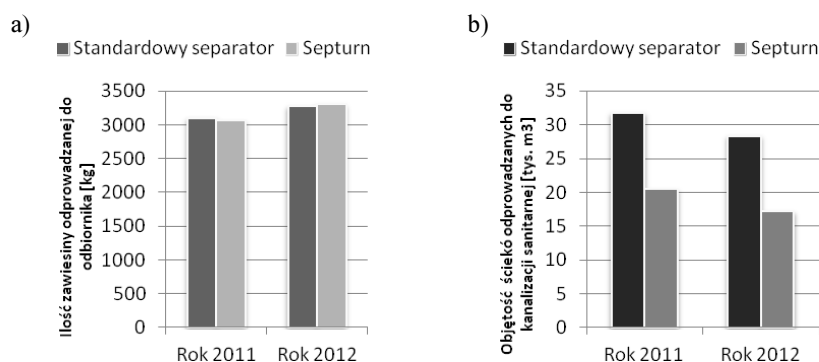 a)
Standardowy separator Septurn
Ilość zawiesiny odprowadzanej do
odbiornika [kg]
3500
3000
2500
2000
1500
1000
500
0
Rok 2011 Rok 2012
b)
Standardowy separator Septurn
Objętość ściekó odprowadzanych do
kanalizacji sanitarnej [tys. m3]
35
30
25
20
15
10
5
0
Rok 2011 Rok 2012